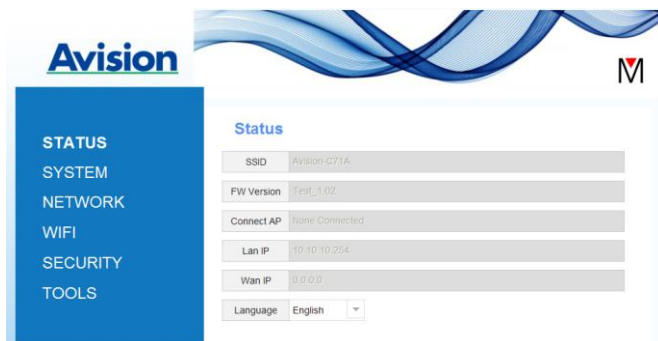 Avision
STATUS
SYSTEM
NETWORK
WIFI
SECURITY
TOOLS
Status
SSID Avision-C71A
FW Version Test_1.02
Connect AP None Connected
Lan IP 10.10.10.254
Wan IP 0.0.0.0
Language English